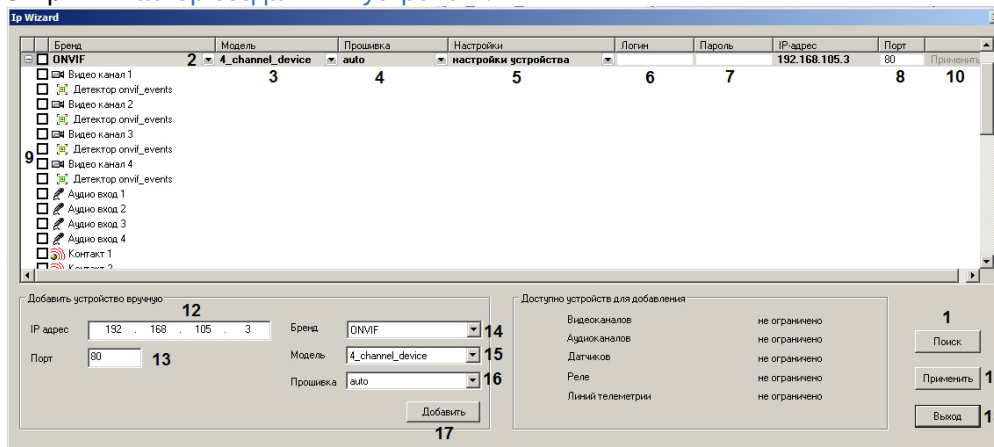 Ip Wizard
Бренд Модель Прошивка Настройки Логин Пароль IP-адрес Порт
ONVIF 2 4_channel_device auto настройки устройства 192.168.105.3 80 Применить
3 4 5 6 7 8 10
Видео канал 1
Детектор onvif_events
Видео канал 2
Детектор onvif_events
Видео канал 3
Детектор onvif_events
9
Видео канал 4
Детектор onvif_events
Аудио вход 1
Аудио вход 2
Аудио вход 3
Аудио вход 4
Контакт 1
Контакт 2
Добавить устройство вручную
12
IP адрес 192 . 168 . 105 . 3
Порт 80 13
Бренд ONVIF 14
Модель 4_channel_device 15
Прошивка auto 16
Добавить
17
Доступно устройств для добавления
Видеоканалов не ограничено
Аудиоканалов не ограничено
Датчиков не ограничено
Реле не ограничено
Линий телеметрии не ограничено
1
Поиск
Применить 1
Выход 1